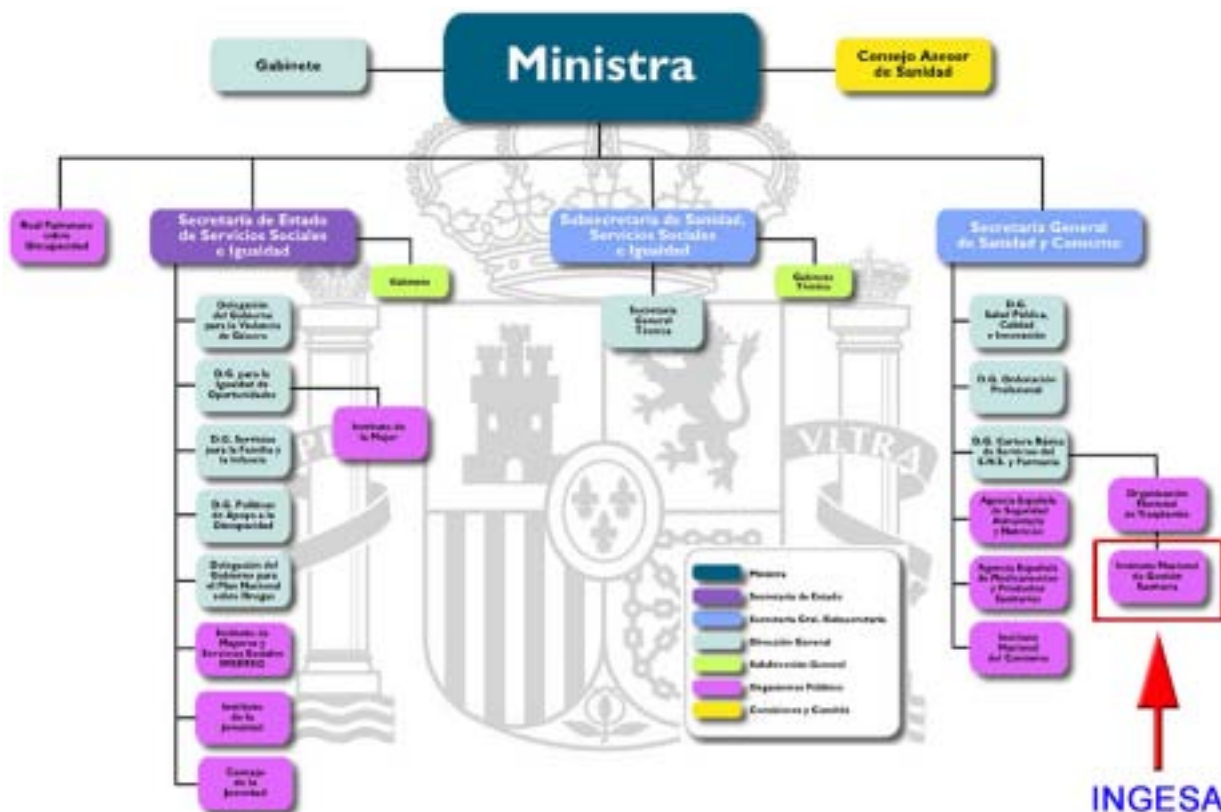 Ministra
Gabinete
Consejo Asesor
de Sanidad
Real Patronato
sobre
Discapacidad
Secretaría de Estado
de Servicios Sociales
e Igualdad
Gabinete
Subsecretaría de Sanidad,
Servicios Sociales
e Igualdad
Gabinete
Técnico
Secretaría General
de Sanidad y Consumo
Delegación
del Gobierno
para la Violencia
de Género
D.G. para la
Igualdad de
Oportunidades
Instituto de
la Mujer
D.G. Servicios
para la Familia y
la Infancia
D.G. Políticas
de Apoyo a la
Discapacidad
Delegación del
Gobierno para
el Plan Nacional
sobre Drogas
Instituto de
Mayores y
Servicios Sociales
(IMSERSO)
Instituto
de la
Juventud
Consejo
de la
Juventud
Secretaría
General
Técnica
D.G.
Salud Pública,
Calidad
e Innovación
D.G. Ordenación
Profesional
D.G. Cartera Básica
de Servicios del
S.N.S. y Farmacia
Organización
Nacional
de Trasplantes
Agencia Española
de Seguridad
Alimentaria
y Nutrición
Instituto Nacional
de Gestión
Sanitaria
Agencia Española
de Medicamentos
y Productos
Sanitarios
Instituto
Nacional
del Consumo
Ministra
Secretaría de Estado
Secretaría Gral. Subsecretaría
Dirección General
Subdirección General
Organismos Públicos
Comisiones y Comités
INGESA
VLTRA